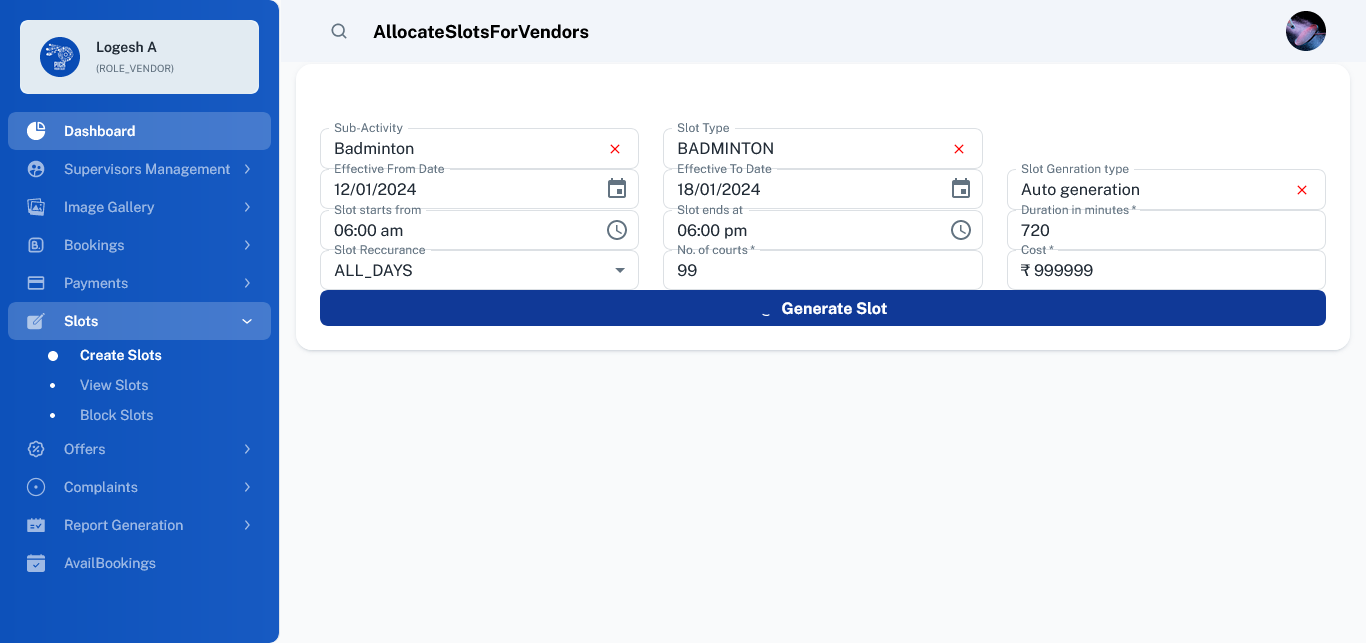 Logesh A
(ROLE_VENDOR)
Dashboard
Supervisors Management
Image Gallery
Bookings
Payments
Slots
Create Slots
View Slots
Block Slots
Offers
Complaints
Report Generation
AvailBookings
AllocateSlotsForVendors
Sub-Activity
Badminton
Slot Type
BADMINTON
Effective From Date
12/01/2024
Effective To Date
18/01/2024
Slot Genration type
Auto generation
Slot starts from
06:00 am
Slot ends at
06:00 pm
Duration in minutes *
720
Slot Reccurance
ALL_DAYS
No. of courts *
99
Cost *
₹ 999999
Generate Slot